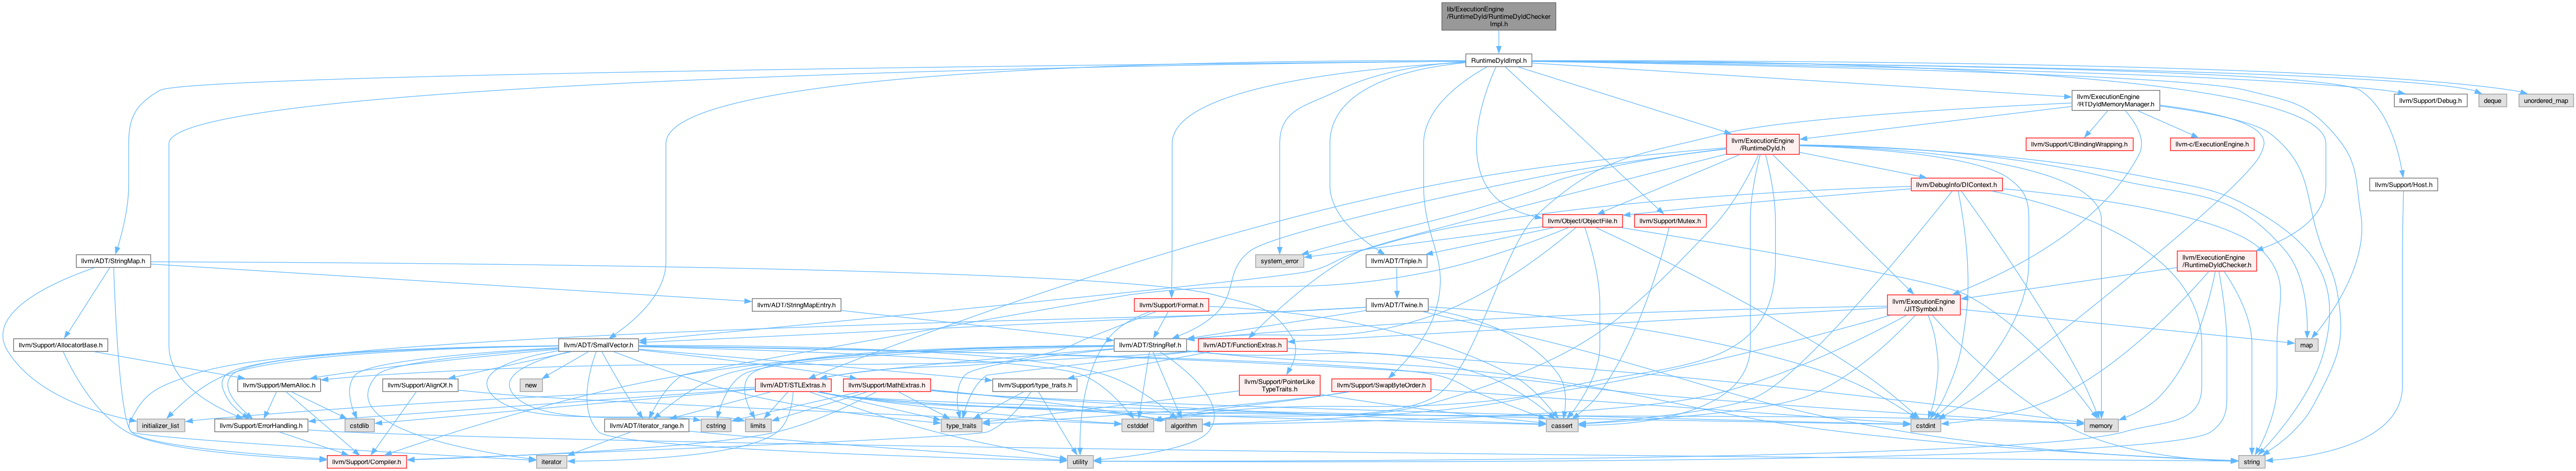 lib/ExecutionEngine
/RuntimeDyld/RuntimeDyldChecker
Impl.h
RuntimeDyldImpl.h
llvm/ExecutionEngine
/RTDyldMemoryManager.h
llvm/Support/Debug.h
deque
unordered_map
llvm/ExecutionEngine
/RuntimeDyld.h
llvm/Support/CBindingWrapping.h
llvm-c/ExecutionEngine.h
llvm/DebugInfo/DIContext.h
llvm/Support/Host.h
llvm/Object/ObjectFile.h
llvm/Support/Mutex.h
llvm/ADT/StringMap.h
system_error
llvm/ADT/Triple.h
llvm/ExecutionEngine
/RuntimeDyldChecker.h
llvm/ADT/StringMapEntry.h
llvm/Support/Format.h
llvm/ADT/Twine.h
llvm/ExecutionEngine
/JITSymbol.h
llvm/Support/AllocatorBase.h
llvm/ADT/SmallVector.h
llvm/ADT/StringRef.h
llvm/ADT/FunctionExtras.h
map
llvm/Support/MemAlloc.h
llvm/Support/AlignOf.h
new
llvm/ADT/STLExtras.h
llvm/Support/MathExtras.h
llvm/Support/type_traits.h
llvm/Support/PointerLike
TypeTraits.h
llvm/Support/SwapByteOrder.h
initializer_list
llvm/Support/ErrorHandling.h
cstdlib
llvm/ADT/iterator_range.h
cstring
limits
type_traits
cstddef
algorithm
cassert
cstdint
memory
llvm/Support/Compiler.h
iterator
utility
string